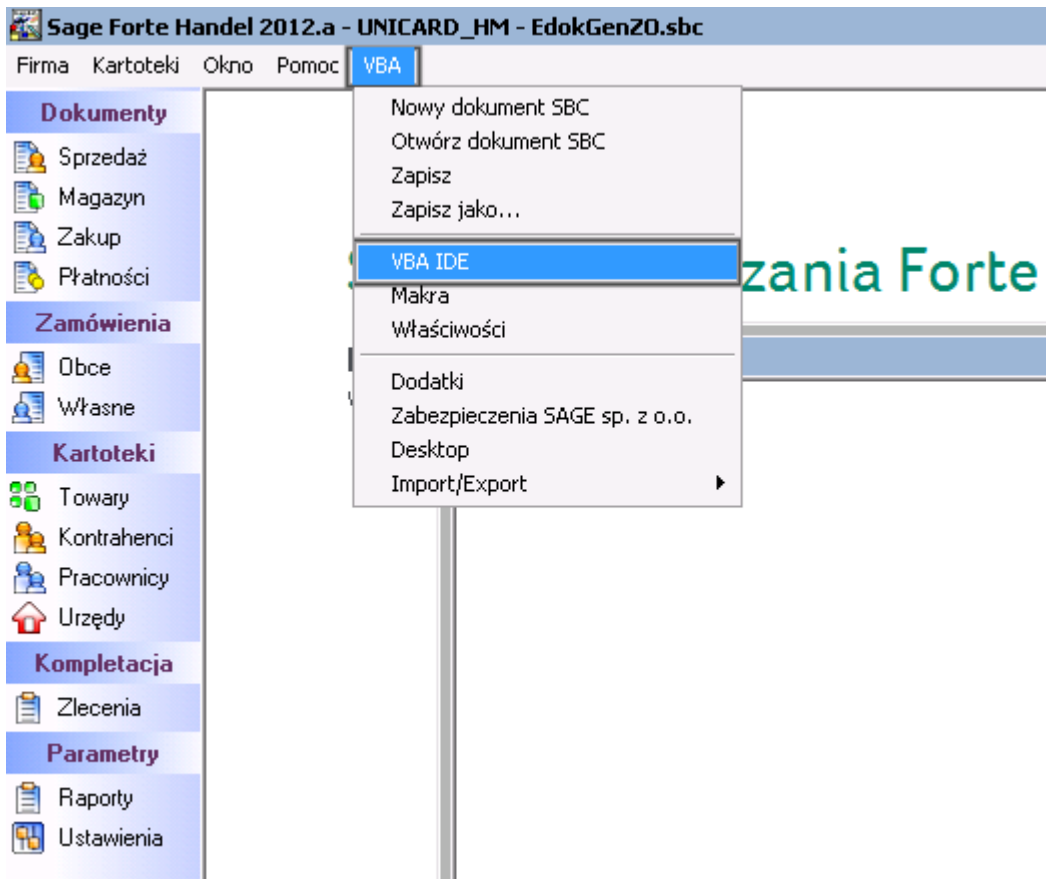 Sage Forte Handel 2012.a - UNICARD_HM - EdokGenZO.sbc
Firma Kartoteki Okno Pomoc VBA
Dokumenty
Sprzedaż
Magazyn
Zakup
Płatności
Zamówienia
Obce
Własne
Kartoteki
Towary
Kontrahenci
Pracownicy
Urzędy
Kompletacja
Zlecenia
Parametry
Raporty
Ustawienia
Nowy dokument SBC
Otwórz dokument SBC
Zapisz
Zapisz jako...
VBA IDE
Makra
Właściwości
Dodatki
Zabezpieczenia SAGE sp. z o.o.
Desktop
Import/Export
zania Forte